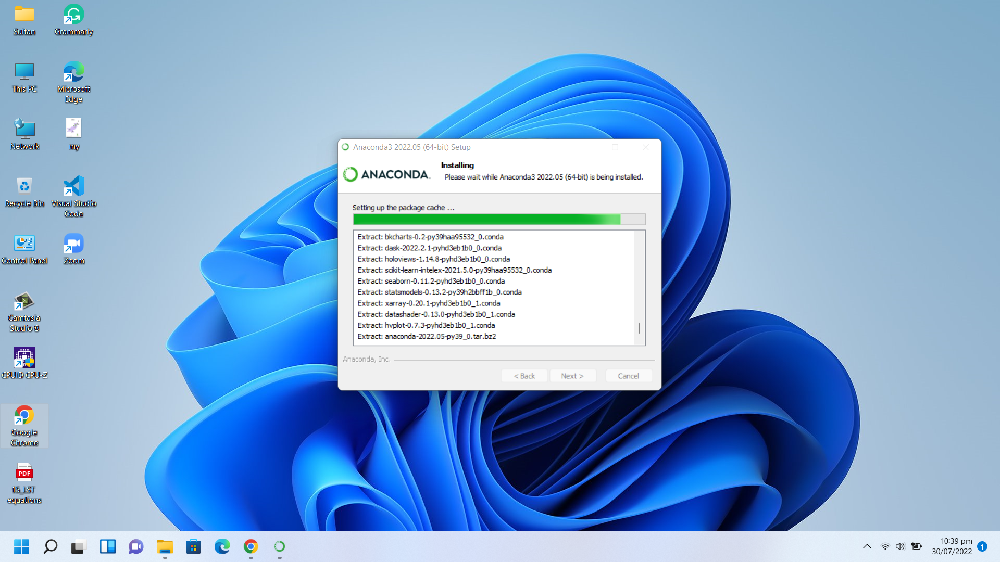 Sultan
Grammarly
This PC
Microsoft
Edge
Network
my
Recycle Bin
Visual Studio
Code
Control Panel
Zoom
Camtasia
Studio 8
CPUID CPU-Z
Google
Chrome
PDF
15_LST
equations
Anaconda3 2022.05 (64-bit) Setup
ANACONDA.
Installing
Please wait while Anaconda3 2022.05 (64-bit) is being installed.
Setting up the package cache ...
Extract: bkcharts-0.2-py39haa95532_0.conda
Extract: dask-2022.2.1-pyhd3eb1b0_0.conda
Extract: holoviews-1.14.8-pyhd3eb1b0_0.conda
Extract: scikit-learn-intelex-2021.5.0-py39haa95532_0.conda
Extract: seaborn-0.11.2-pyhd3eb1b0_0.conda
Extract: statsmodels-0.13.2-py39h2bbff1b_0.conda
Extract: xarray-0.20.1-pyhd3eb1b0_1.conda
Extract: datashader-0.13.0-pyhd3eb1b0_1.conda
Extract: hvplot-0.7.3-pyhd3eb1b0_1.conda
Extract: anaconda-2022.05-py39_0.tar.bz2
Anaconda, Inc.
< Back
Next >
Cancel
10:39 pm
30/07/2022
1